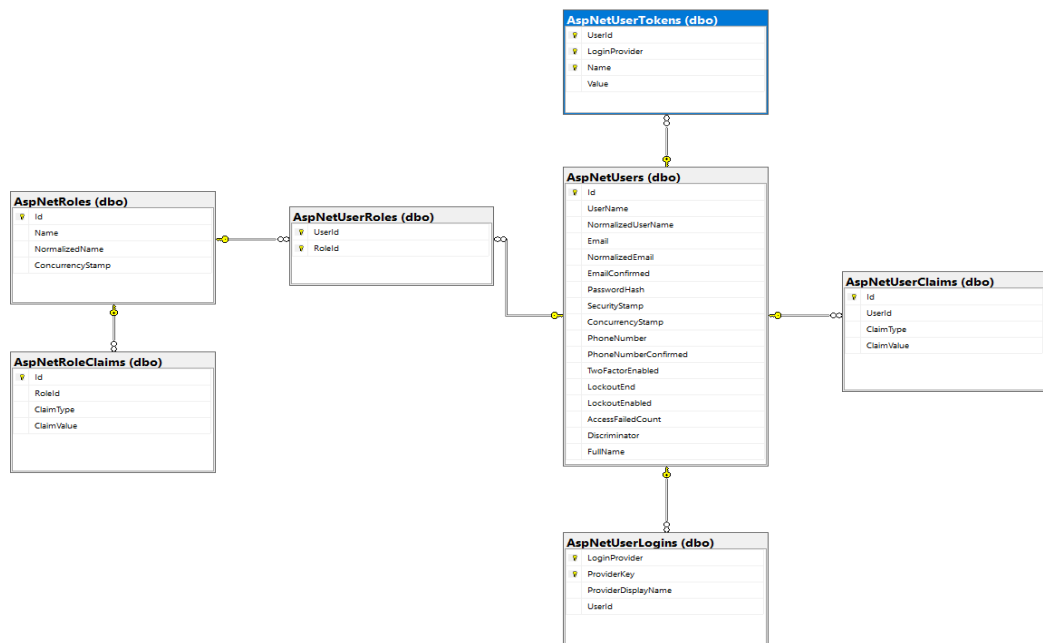 AspNetUserTokens (dbo)
UserId
LoginProvider
Name
Value
AspNetUsers (dbo)
Id
UserName
NormalizedUserName
Email
NormalizedEmail
EmailConfirmed
PasswordHash
SecurityStamp
ConcurrencyStamp
PhoneNumber
PhoneNumberConfirmed
TwoFactorEnabled
LockoutEnd
LockoutEnabled
AccessFailedCount
Discriminator
FullName
AspNetRoles (dbo)
Id
Name
NormalizedName
ConcurrencyStamp
AspNetUserRoles (dbo)
UserId
RoleId
AspNetUserClaims (dbo)
Id
UserId
ClaimType
ClaimValue
AspNetRoleClaims (dbo)
Id
RoleId
ClaimType
ClaimValue
AspNetUserLogins (dbo)
LoginProvider
ProviderKey
ProviderDisplayName
UserId